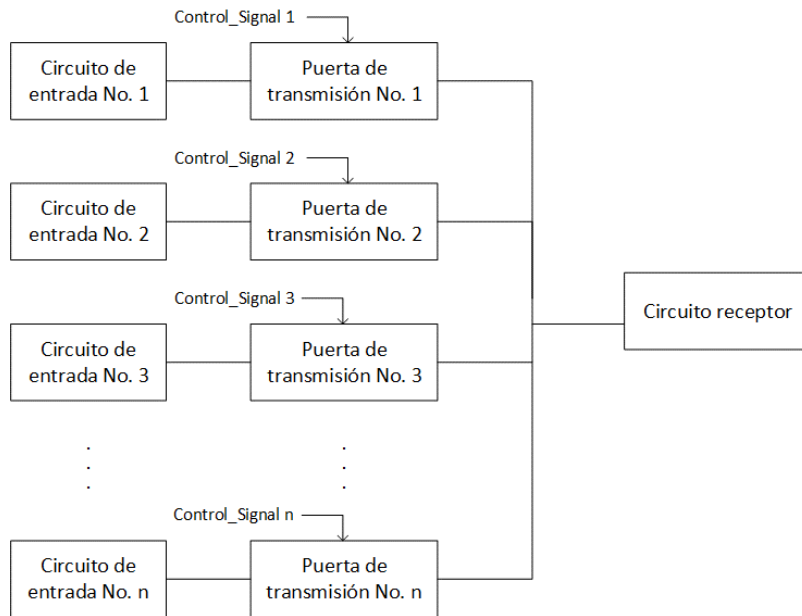 Control_Signal 1
Circuito de
entrada No. 1
Puerta de
transmisión No. 1
Control_Signal 2
Circuito de
entrada No. 2
Puerta de
transmisión No. 2
Control_Signal 3
Circuito de
entrada No. 3
Puerta de
transmisión No. 3
Circuito receptor
Control_Signal n
Circuito de
entrada No. n
Puerta de
transmisión No. n